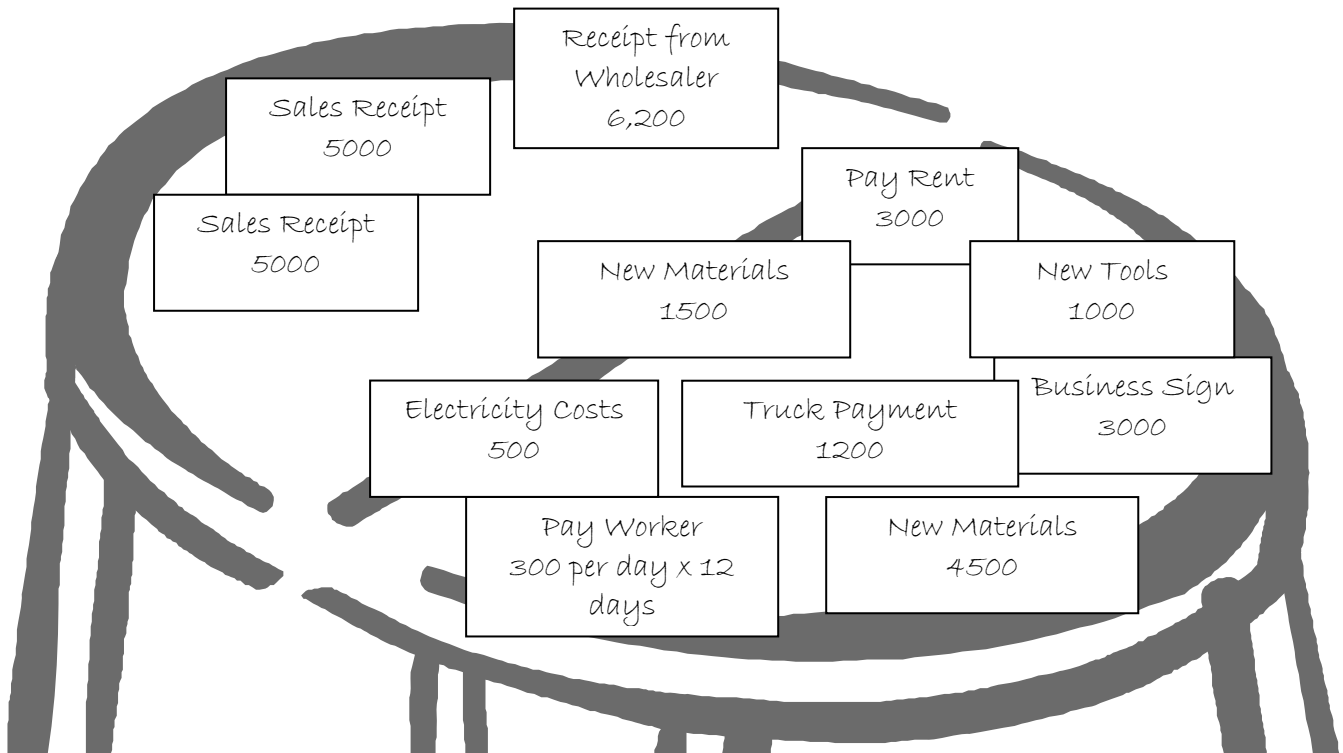 Receipt from
Wholesaler
6,200
Sales Receipt
5000
Sales Receipt
5000
Pay Rent
3000
New Materials
1500
New Tools
1000
Electricity Costs
500
Truck Payment
1200
Business Sign
3000
Pay Worker
300 per day x 12
days
New Materials
4500